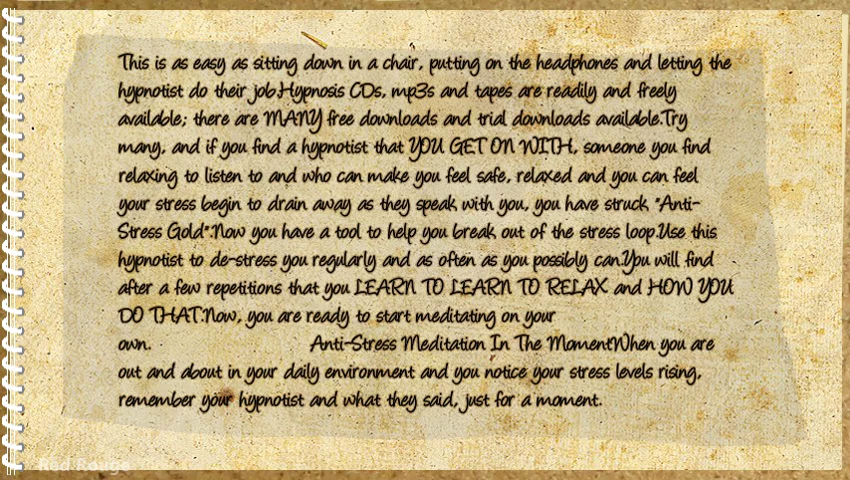 This is as easy as sitting down in a chair, putting on the headphones and letting the
hypnotist do their job.Hypnosis CDs, mp3s and tapes are readily and freely
available; there are MANY free downloads and trial downloads available.Try
many, and if you find a hypnotist that YOU GET ON WITH, someone you find
relaxing to listen to and who can make you feel safe, relaxed and you can feel
your stress begin to drain away as they speak with you, you have struck "Anti-
Stress Gold".Now you have a tool to help you break out of the stress loop.Use this
hypnotist to de-stress you regularly and as often as you possibly can.You will find
after a few repetitions that you LEARN TO LEARN TO RELAX and HOW YOU
DO THAT.Now, you are ready to start meditating on your
own. Anti-Stress Meditation In The MomentWhen you are
out and about in your daily environment and you notice your stress levels rising,
remember your hypnotist and what they said, just for a moment.
Red Rouge